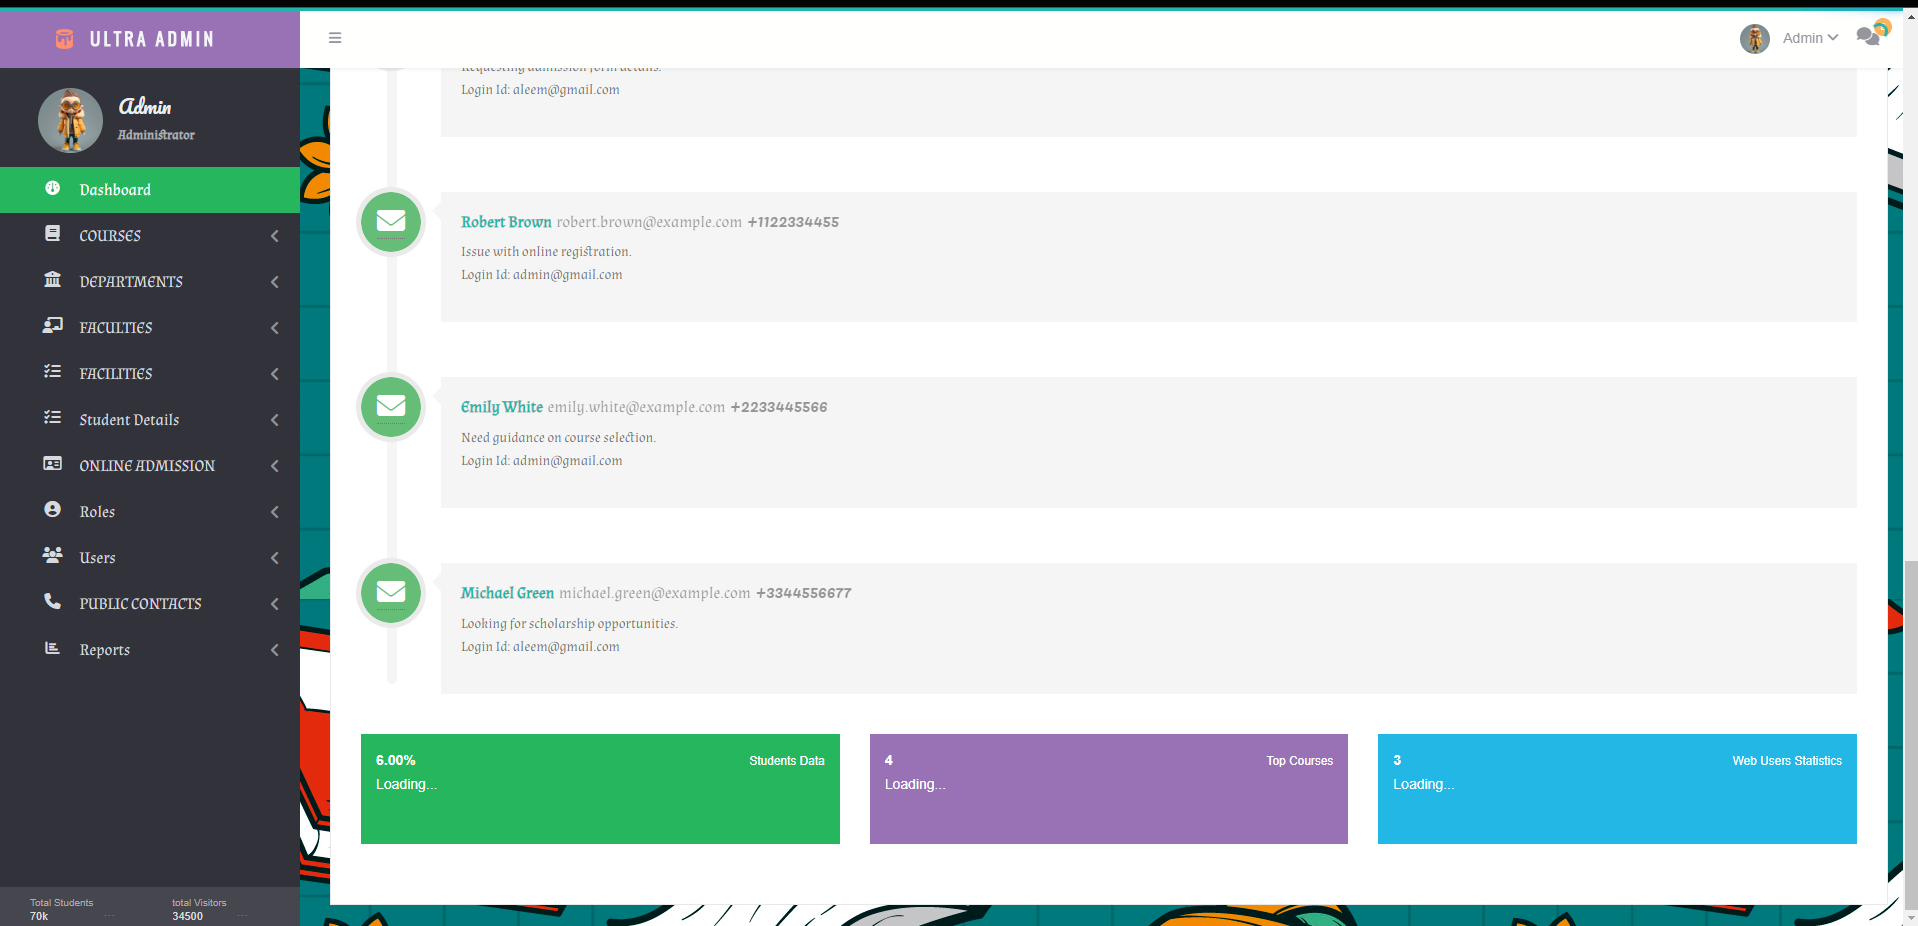 ULTRA ADMIN
Admin
Admin
Administrator
Dashboard
COURSES
DEPARTMENTS
FACULTIES
FACILITIES
Student Details
ONLINE ADMISSION
Roles
Users
PUBLIC CONTACTS
Reports
Total Students
70k
total Visitors
34500
Requesting admission form details.
Login Id: aleem@gmail.com
Robert Brown robert.brown@example.com +1122334455
Issue with online registration.
Login Id: admin@gmail.com
Emily White emily.white@example.com +2233445566
Need guidance on course selection.
Login Id: admin@gmail.com
Michael Green michael.green@example.com +3344556677
Looking for scholarship opportunities.
Login Id: aleem@gmail.com
6.00% Students Data
Loading...
4 Top Courses
Loading...
3 Web Users Statistics
Loading...